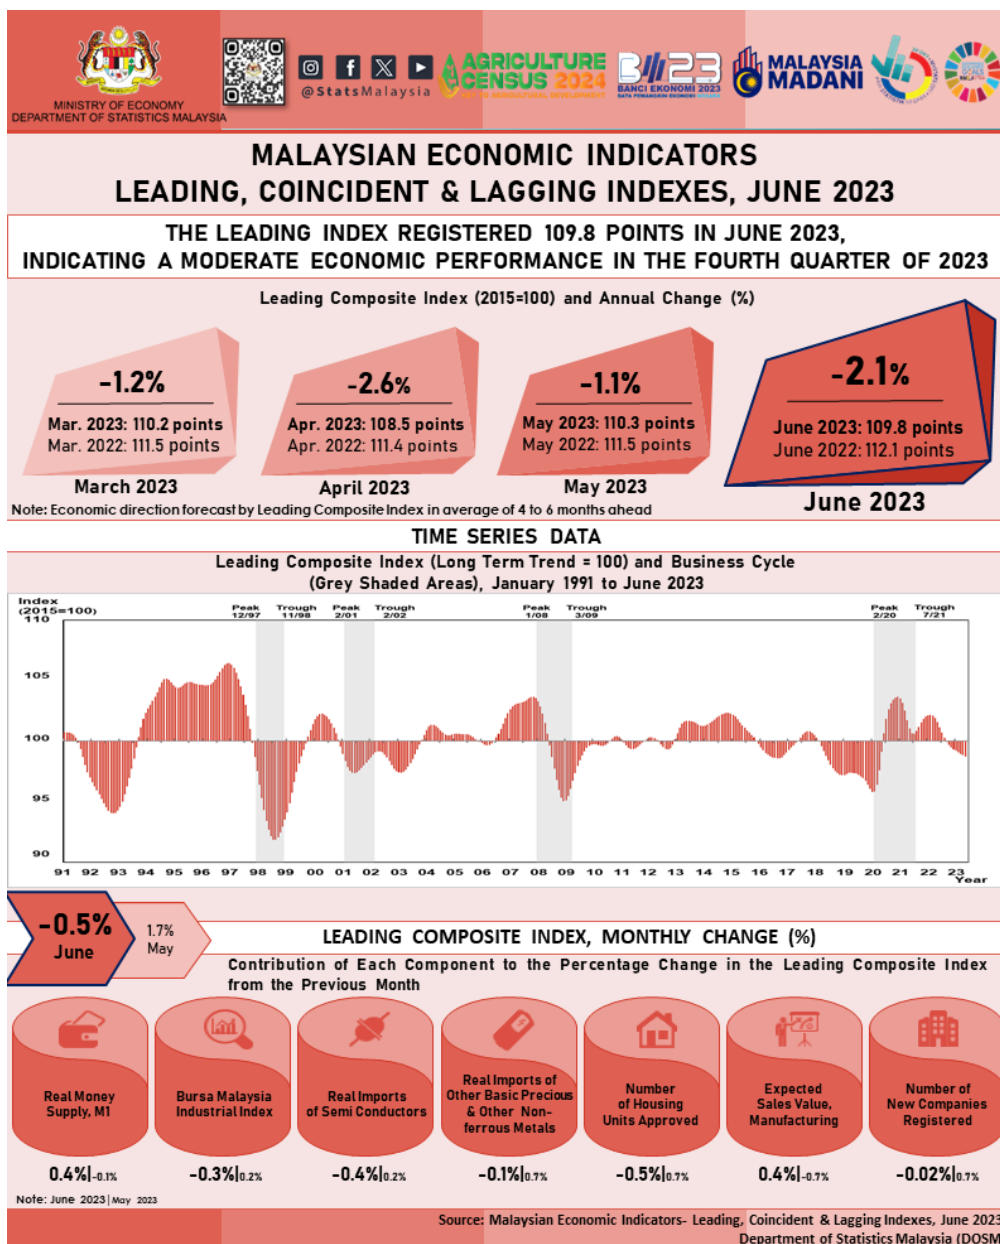 MINISTRY OF ECONOMY
DEPARTMENT OF STATISTICS MALAYSIA
@StatsMalaysia
AGRICULTURE
CENSUS 2024
BANCI EKONOMI 2023
MALAYSIA
MADANI
MALAYSIAN ECONOMIC INDICATORS
LEADING, COINCIDENT & LAGGING INDEXES, JUNE 2023
THE LEADING INDEX REGISTERED 109.8 POINTS IN JUNE 2023,
INDICATING A MODERATE ECONOMIC PERFORMANCE IN THE FOURTH QUARTER OF 2023
Leading Composite Index (2015=100) and Annual Change (%)
-1.2%
Mar. 2023: 110.2 points
Mar. 2022: 111.5 points
March 2023
-2.6%
Apr. 2023: 108.5 points
Apr. 2022: 111.4 points
April 2023
-1.1%
May 2023: 110.3 points
May 2022: 111.5 points
May 2023
-2.1%
June 2023: 109.8 points
June 2022: 112.1 points
June 2023
Note: Economic direction forecast by Leading Composite Index in average of 4 to 6 months ahead
TIME SERIES DATA
Leading Composite Index (Long Term Trend = 100) and Business Cycle
(Grey Shaded Areas), January 1991 to June 2023
Index
(2015=100)
Peak Trough Peak Trough Peak Trough Peak Trough
12/97 11/98 2/01 2/02 1/08 3/09 2/20 7/21
110
105
100
95
90
91 92 93 94 95 96 97 98 99 00 01 02 03 04 05 06 07 08 09 10 11 12 13 14 15 16 17 18 19 20 21 22 23
Year
-0.5%
June
1.7%
May
LEADING COMPOSITE INDEX, MONTHLY CHANGE (%)
Contribution of Each Component to the Percentage Change in the Leading Composite Index
from the Previous Month
Real Money
Supply, M1
0.4%|-0.1%
Bursa Malaysia
Industrial Index
-0.3%|0.2%
Real Imports
of Semi Conductors
-0.4%|0.2%
Real Imports of
Other Basic Precious
& Other Non-
ferrous Metals
-0.1%|0.7%
Number
of Housing
Units Approved
-0.5%|0.7%
Expected
Sales Value,
Manufacturing
0.4%|-0.7%
Number of
New Companies
Registered
-0.02%|0.7%
Note: June 2023|May 2023
Source: Malaysian Economic Indicators- Leading, Coincident & Lagging Indexes, June 2023
Department of Statistics Malaysia (DOSM